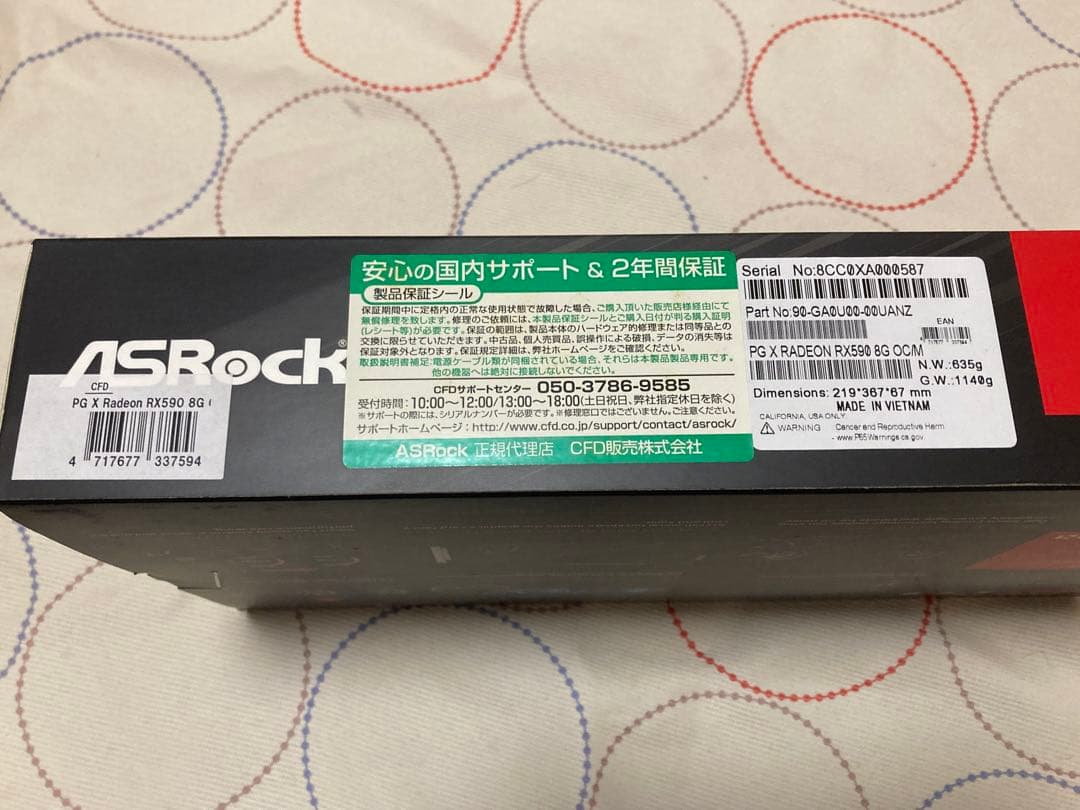 ASRock
CFD
PG X Radeon RX590 8G
4 717677 337594
安心の国内サポート & 2年間保証
製品保証シール
保証期間中に定格内の正常な使用状態で故障した場合、ご購入頂いた販売店様経由にて
無償修理を致します。修理のご依頼には、本製品保証シールとご購入日付が判る購入証明
(レシート等)が必要です。保証の範囲は、製品本体のハードウェア的修理または同等品との
交換に限らせていただきます。中古品、個人売買品、誤操作による破損、データの消失等は
保証対象外となります。保証規定詳細は、弊社ホームページをご確認ください。
取扱説明書補足:電源ケーブル類が同梱されている場合、それらは本製品製品専用です。
他の機器へは絶対に接続しないでください。
CFDサポートセンター 050-3786-9585
受付時間:10:00~12:00/13:00~18:00(土日祝日、弊社指定休日を除く)
※サポートの際には、シリアルナンバーが必要です。※修理窓口ではございません。ご注意ください。
サポートホームページ:http://www.cfd.co.jp/support/contact/asrock/
ASRock 正規代理店 CFD販売株式会社
Serial No:8CC0XA000587
Part No:90-GA0U00-00UANZ
EAN
4 717677 337594
PG X RADEON RX590 8G OC/M
N.W.:635g
G.W.:1140g
Dimensions: 219*367*67 mm
MADE IN VIETNAM
CALIFORNIA, USA ONLY
WARNING Cancer and Reproductive Harm
- www.P65Warnings.ca.gov